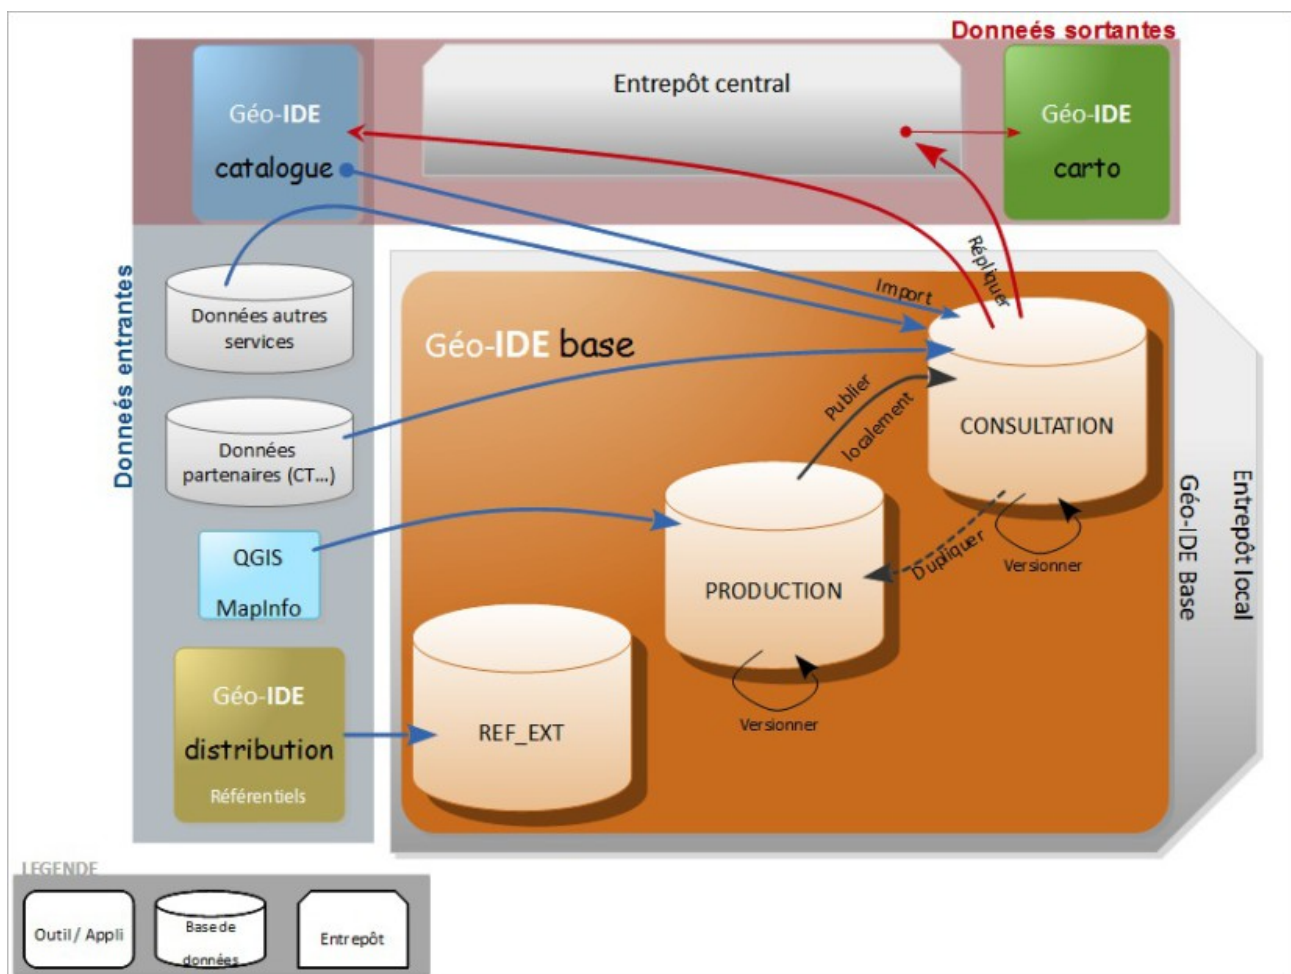 Donneés sortantes
Géo-IDE
catalogue
Entrepôt central
Géo-IDE
carto
Donneés entrantes
Données autres
services
Données
partenaires (CT...)
QGIS
MapInfo
Géo-IDE
distribution
Référentiels
Géo-IDE base
Import
Répliquer
Publier
localement
CONSULTATION
Dupliquer
Versionner
PRODUCTION
Versionner
REF_EXT
Géo-IDE Base
Entrepôt local
LEGENDE
Outil / Appli
Base de
données
Entrepôt